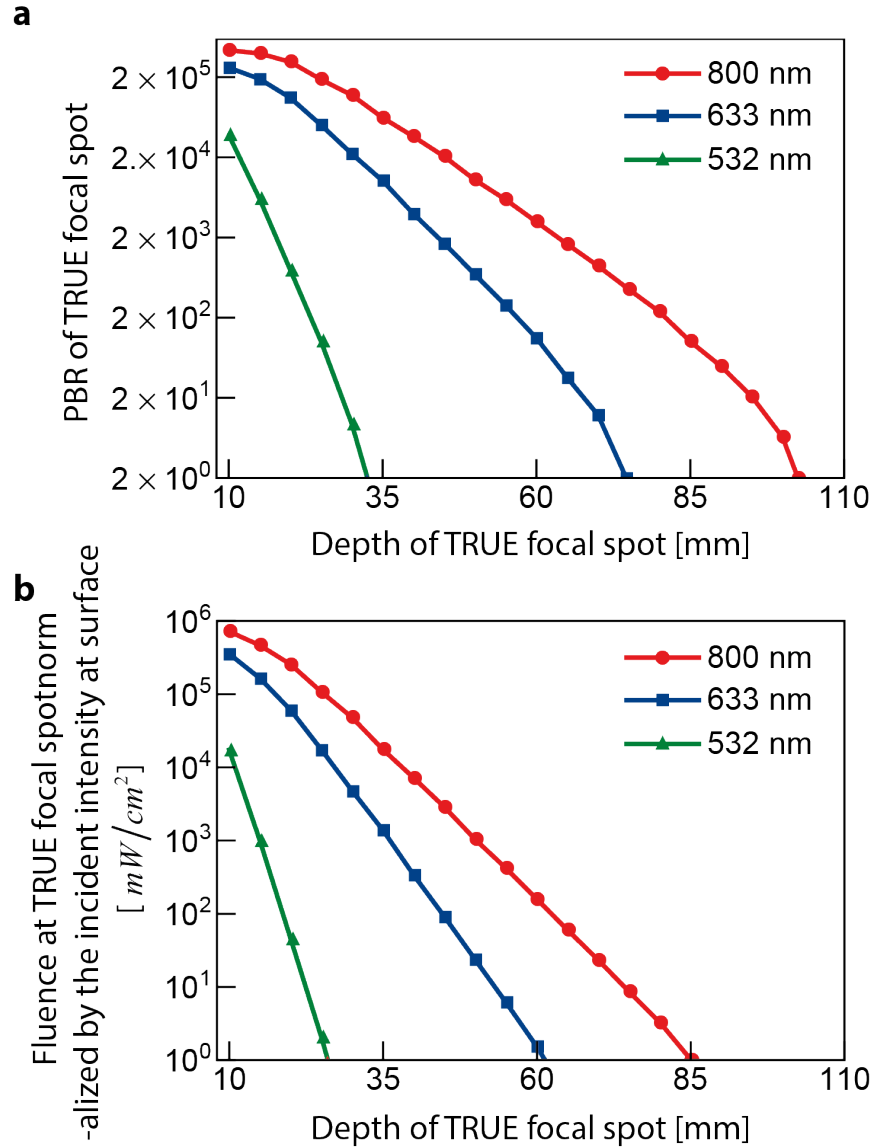 a
PBR of TRUE focal spot
2 × 10⁵
2.× 10⁴
2 × 10³
2 × 10²
2 × 10¹
2 × 10⁰
800 nm
633 nm
532 nm
10 35 60 85 110
Depth of TRUE focal spot [mm]
b
Fluence at TRUE focal spotnorm
-alized by the incident intensity at surface
[ mW/cm²]
10⁶
10⁵
10⁴
10³
10²
10¹
10⁰
800 nm
633 nm
532 nm
10 35 60 85 110
Depth of TRUE focal spot [mm]